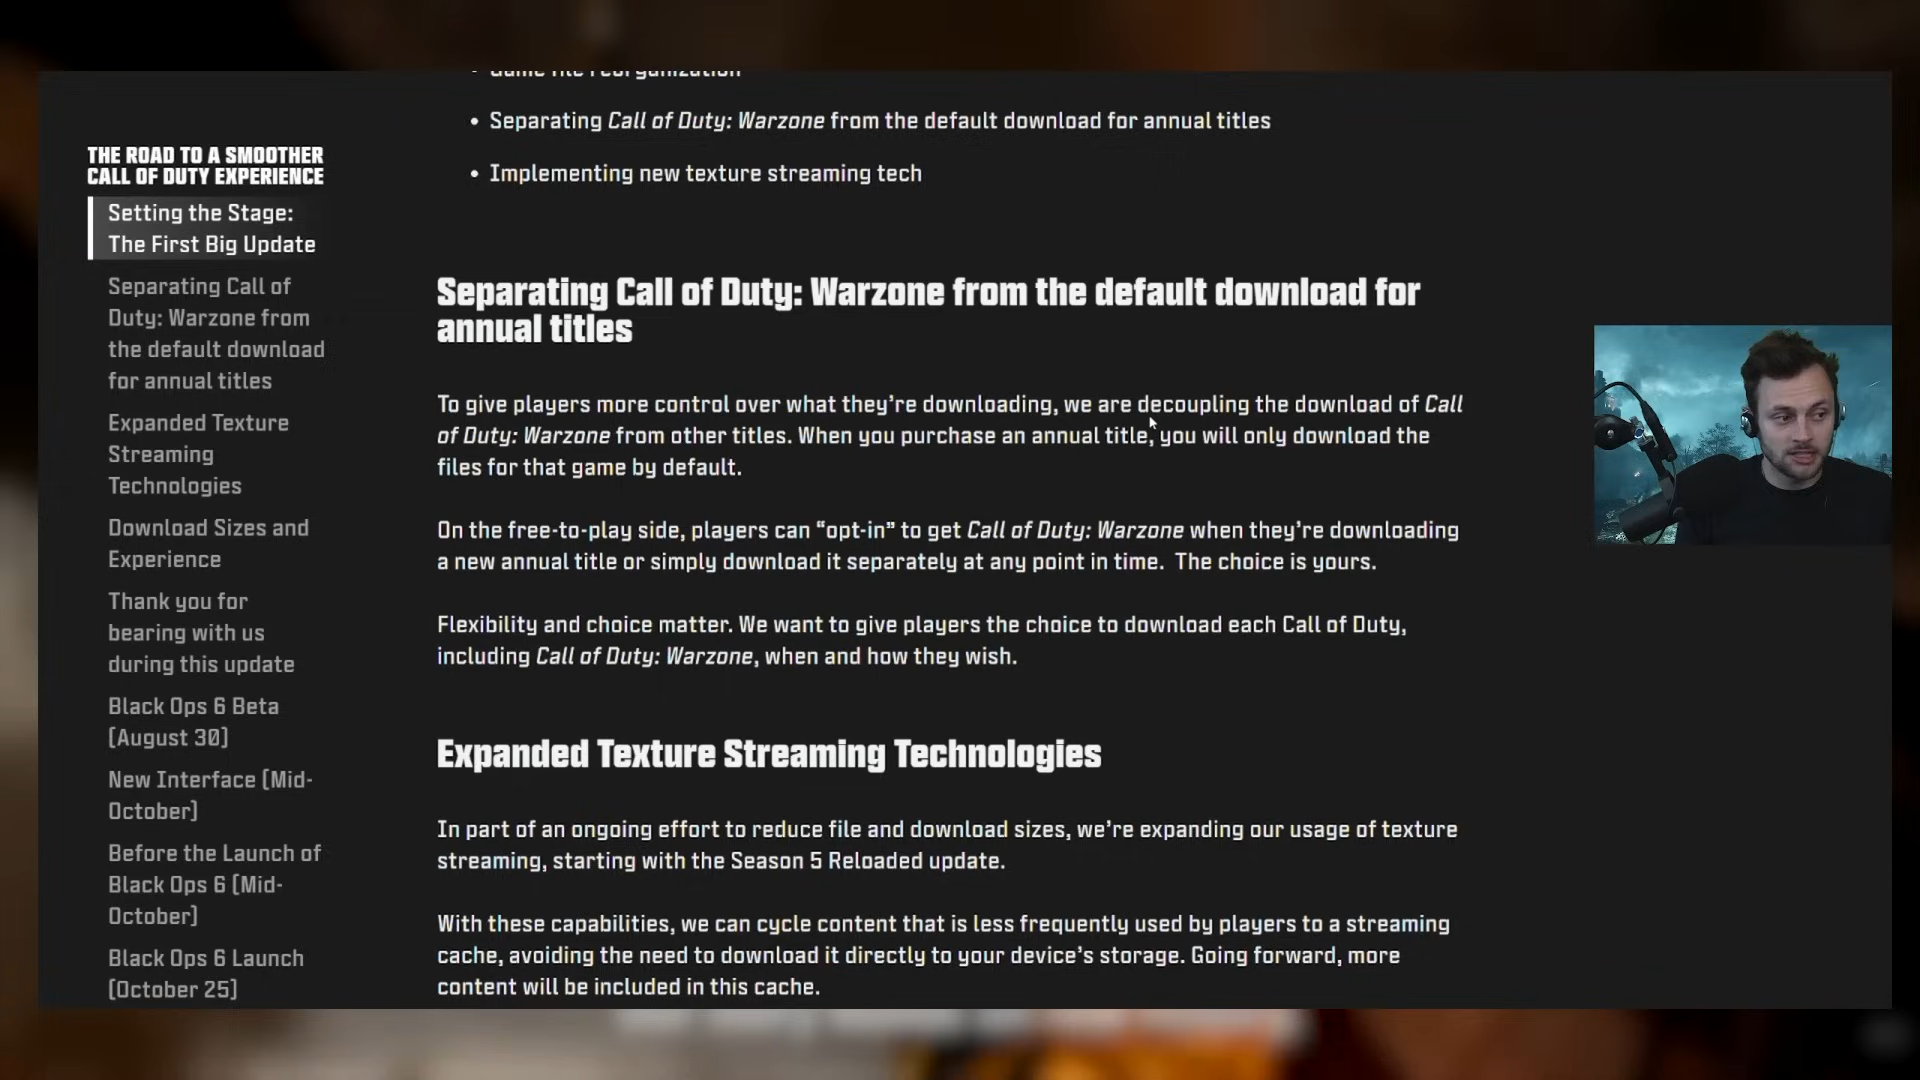 Game file reorganization
• Separating Call of Duty: Warzone from the default download for annual titles
• Implementing new texture streaming tech
THE ROAD TO A SMOOTHER
CALL OF DUTY EXPERIENCE
Setting the Stage:
The First Big Update
Separating Call of
Duty: Warzone from
the default download
for annual titles
Expanded Texture
Streaming
Technologies
Download Sizes and
Experience
Thank you for
bearing with us
during this update
Black Ops 6 Beta
(August 30)
New Interface (Mid-
October)
Before the Launch of
Black Ops 6 (Mid-
October)
Black Ops 6 Launch
(October 25)
Separating Call of Duty: Warzone from the default download for
annual titles
To give players more control over what they’re downloading, we are decoupling the download of Call
of Duty: Warzone from other titles. When you purchase an annual title, you will only download the
files for that game by default.
On the free-to-play side, players can “opt-in” to get Call of Duty: Warzone when they’re downloading
a new annual title or simply download it separately at any point in time. The choice is yours.
Flexibility and choice matter. We want to give players the choice to download each Call of Duty,
including Call of Duty: Warzone, when and how they wish.
Expanded Texture Streaming Technologies
In part of an ongoing effort to reduce file and download sizes, we’re expanding our usage of texture
streaming, starting with the Season 5 Reloaded update.
With these capabilities, we can cycle content that is less frequently used by players to a streaming
cache, avoiding the need to download it directly to your device’s storage. Going forward, more
content will be included in this cache.